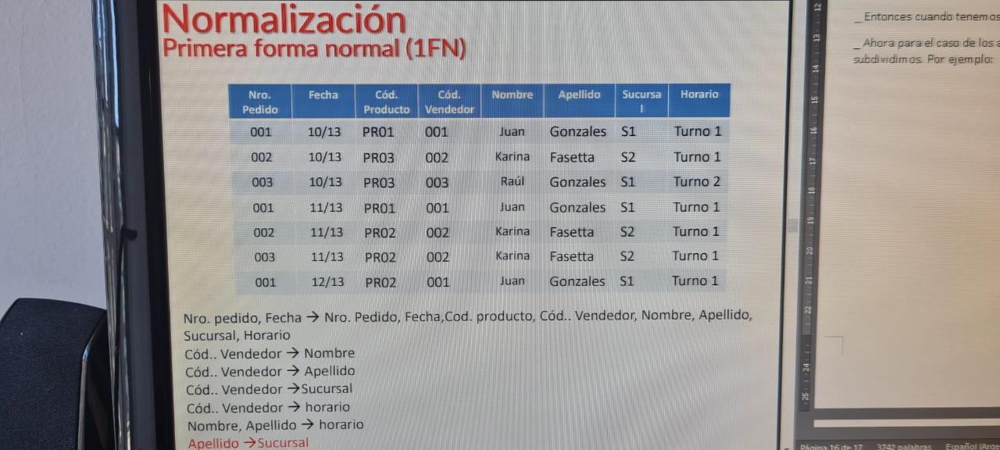 Normalización
Primera forma normal (1FN)
Nro. Pedido Fecha Cód. Producto Cód. Vendedor Nombre Apellido Sucursal Horario
001 10/13 PR01 001 Juan Gonzales S1 Turno 1
002 10/13 PR03 002 Karina Fasetta S2 Turno 1
003 10/13 PR03 003 Raúl Gonzales S1 Turno 2
001 11/13 PR01 001 Juan Gonzales S1 Turno 1
002 11/13 PR02 002 Karina Fasetta S2 Turno 1
003 11/13 PR02 002 Karina Fasetta S2 Turno 1
001 12/13 PR02 001 Juan Gonzales S1 Turno 1
Nro. pedido, Fecha → Nro. Pedido, Fecha,Cod. producto, Cód.. Vendedor, Nombre, Apellido,
Sucursal, Horario
Cód.. Vendedor → Nombre
Cód.. Vendedor → Apellido
Cód.. Vendedor →Sucursal
Cód.. Vendedor → horario
Nombre, Apellido → horario
Apellido →Sucursal
_ Entonces cuando tenemos
_ Ahora para el caso de los a
subdividimos. Por ejemplo:
12
13
14
15
16
17
18
19
20
21
22
24
25
Página 16 de 17 3742 palabras Español (Arge